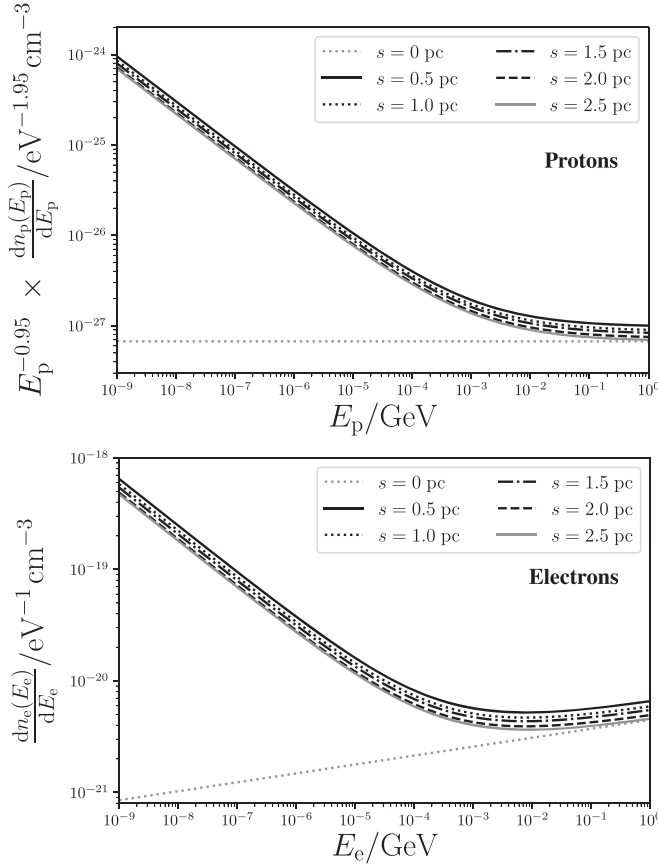 E_p^{-0.95} × dn_p(E_p)/dE_p /eV^{-1.95}cm^{-3}
10^{-24}
10^{-25}
10^{-26}
10^{-27}
s = 0 pc
s = 0.5 pc
s = 1.0 pc
s = 1.5 pc
s = 2.0 pc
s = 2.5 pc
Protons
10^{-9} 10^{-8} 10^{-7} 10^{-6} 10^{-5} 10^{-4} 10^{-3} 10^{-2} 10^{-1} 10^0
E_p/GeV
dn_e(E_e)/dE_e /eV^{-1}cm^{-3}
10^{-18}
10^{-19}
10^{-20}
10^{-21}
s = 0 pc
s = 0.5 pc
s = 1.0 pc
s = 1.5 pc
s = 2.0 pc
s = 2.5 pc
Electrons
10^{-9} 10^{-8} 10^{-7} 10^{-6} 10^{-5} 10^{-4} 10^{-3} 10^{-2} 10^{-1} 10^0
E_e/GeV